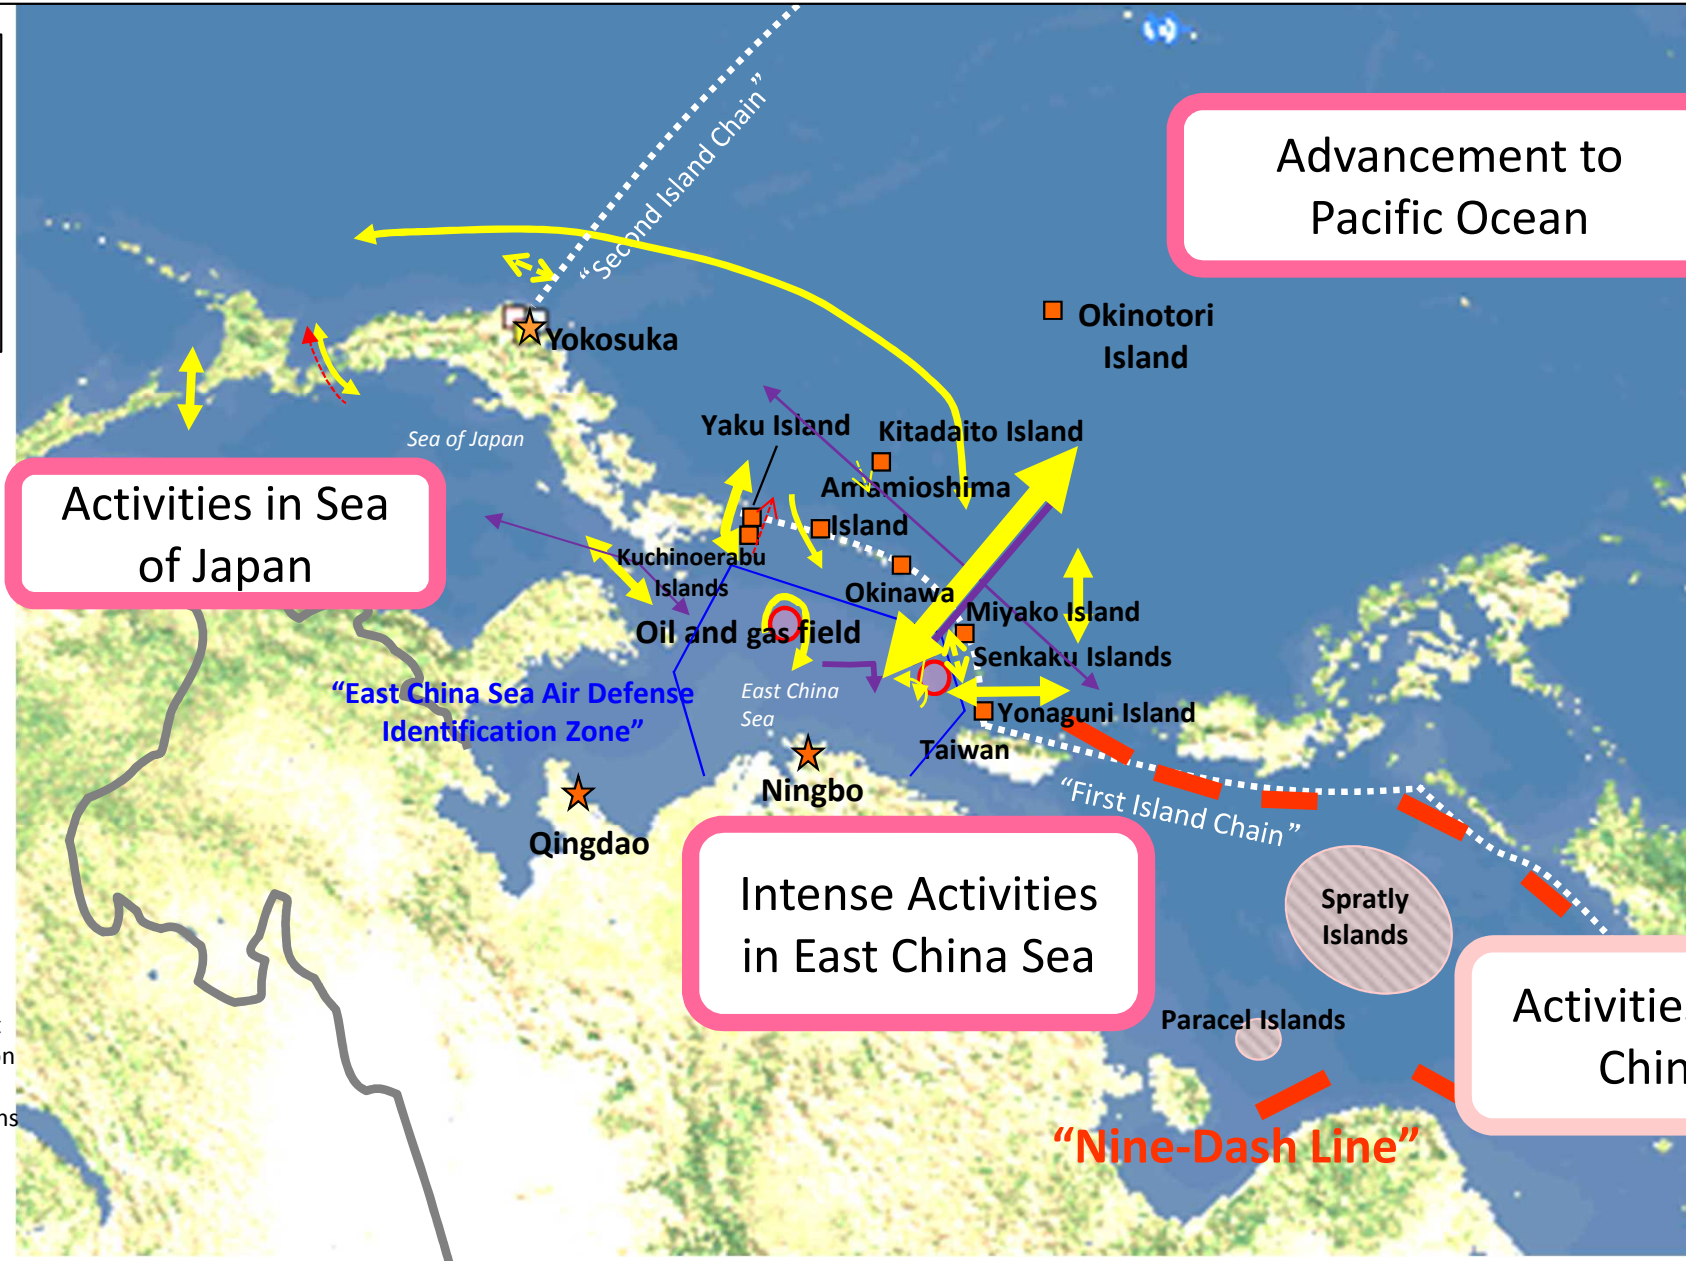 “Second Island Chain”
Advancement to
Pacific Ocean
Okinotori
Island
Yokosuka
Sea of Japan
Yaku Island
Kitadaito Island
Amamioshima
Island
Activities in Sea
of Japan
Kuchinoerabu
Islands
Okinawa
Miyako Island
Oil and gas field
Senkaku Islands
“East China Sea Air Defense
Identification Zone”
East China
Sea
Yonaguni Island
Taiwan
Ningbo
“First Island Chain”
Qingdao
Intense Activities
in East China Sea
Spratly
Islands
Paracel Islands
“Nine-Dash Line”